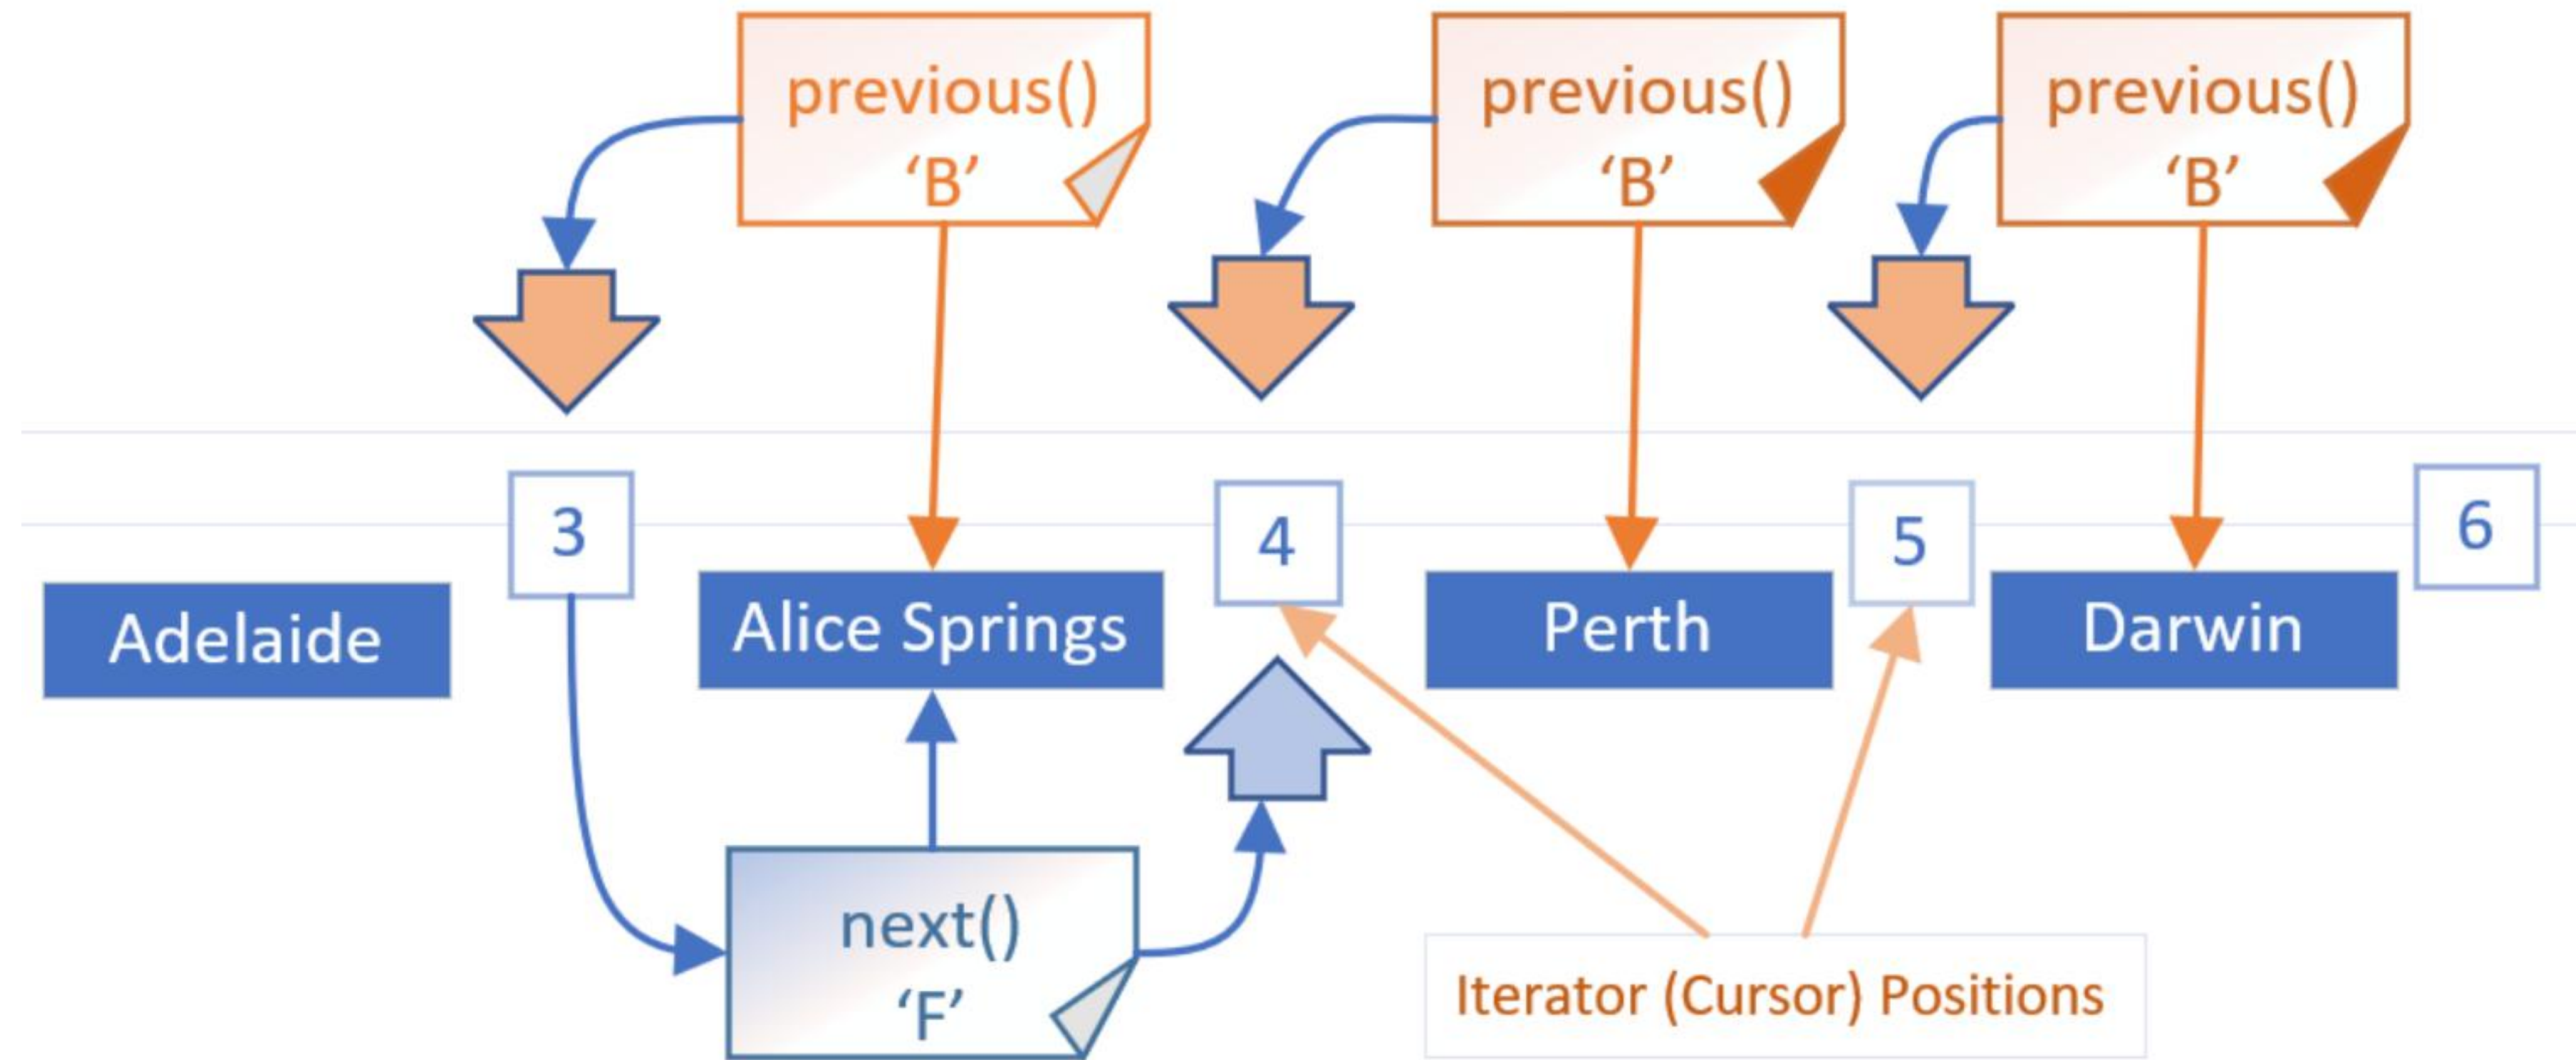 previous()
‘B’
previous()
‘B’
previous()
‘B’
3
4
5
6
Adelaide
Alice Springs
Perth
Darwin
next()
‘F’
Iterator (Cursor) Positions